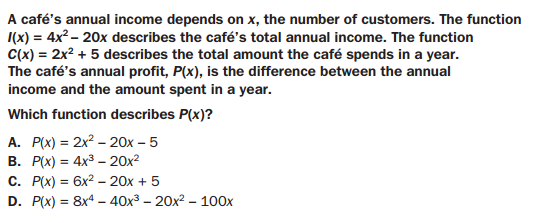 A café's annual income depends on x, the number of customers. The function
I(x) = 4x² – 20x describes the café's total annual income. The function
C(x) = 2x² + 5 describes the total amount the café spends in a year.
The café's annual profit, P(x), is the difference between the annual
income and the amount spent in a year.
Which function describes P(x)?
A. P(x) = 2x² – 20x – 5
B. P(x) = 4x³ – 20x²
C. P(x) = 6x² – 20x + 5
D. P(x) = 8x⁴ – 40x³ – 20x² – 100x